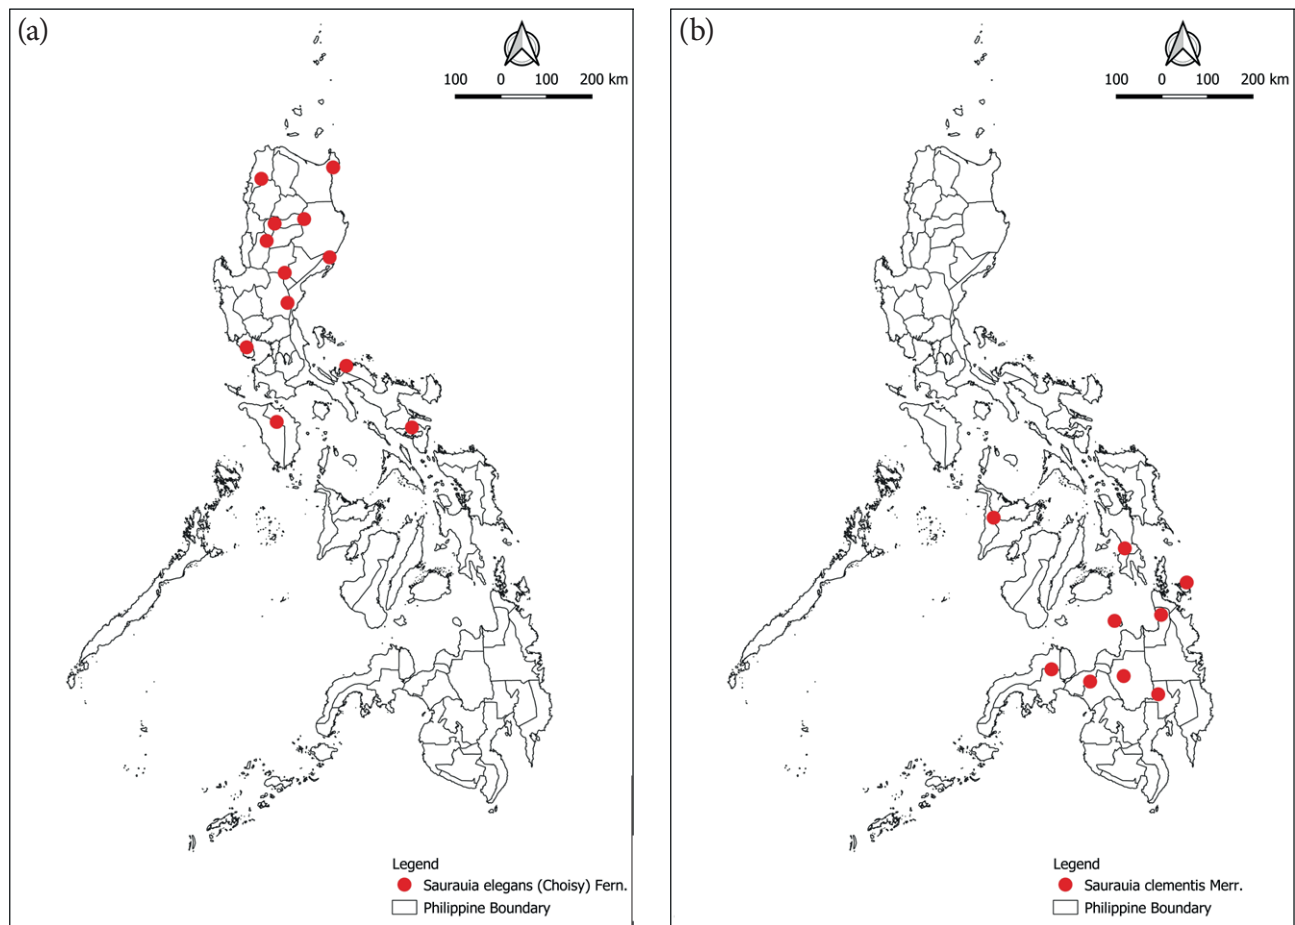 (a)
100 0 100 200 km
Legend
Saurauia elegans (Choisy) Fern.
Philippine Boundary
(b)
100 0 100 200 km
Legend
Saurauia clementis Merr.
Philippine Boundary